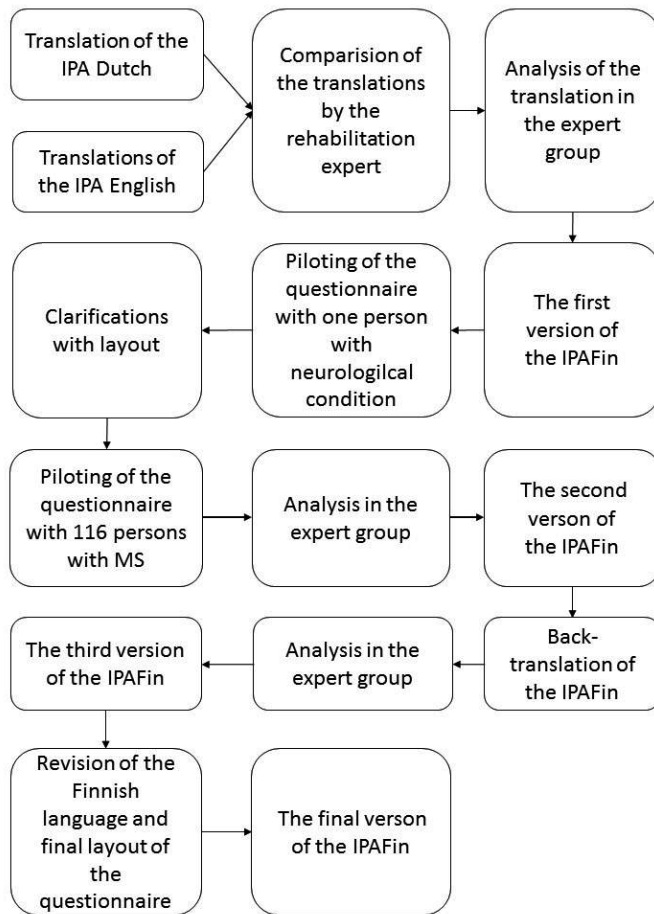 Translation of the
IPA Dutch
Translations of
the IPA English
Comparision of
the translations
by the
rehabilitation
expert
Analysis of the
translation in
the expert
group
The first
version of
the IPAFin
Piloting of the
questionnaire
with one person
with
neurologilcal
condition
Clarifications
with layout
Piloting of the
questionnaire
with 116 persons
with MS
Analysis in the
expert group
The second
verson of
the IPAFin
Back-
translation of
the IPAFin
Analysis in the
expert group
The third version
of the IPAFin
Revision of the
Finnish
language and
final layout of
the
questionnaire
The final verson
of the IPAFin